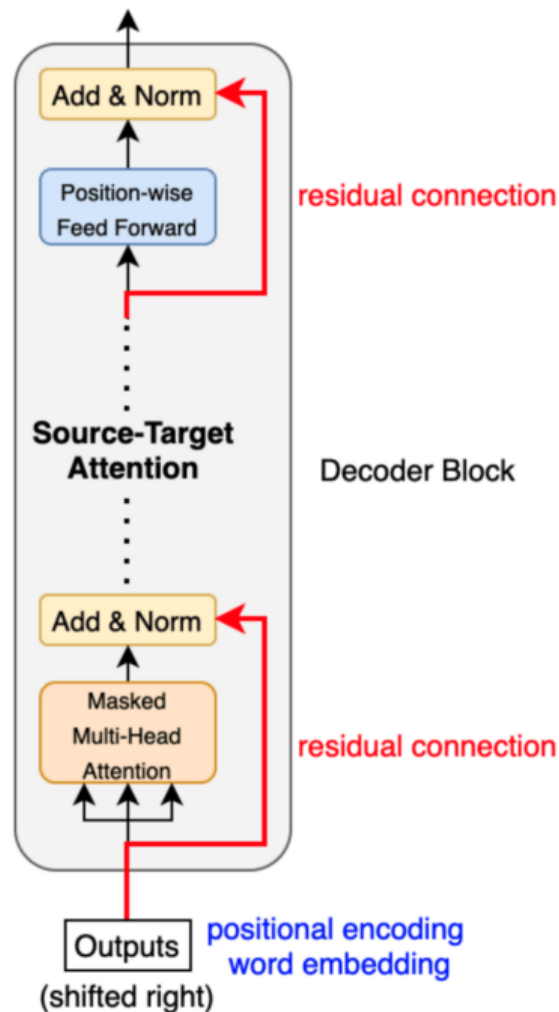 Add & Norm
Position-wise
Feed Forward
residual connection
Source-Target
Attention
Decoder Block
Add & Norm
Masked
Multi-Head
Attention
residual connection
Outputs
(shifted right)
positional encoding
word embedding